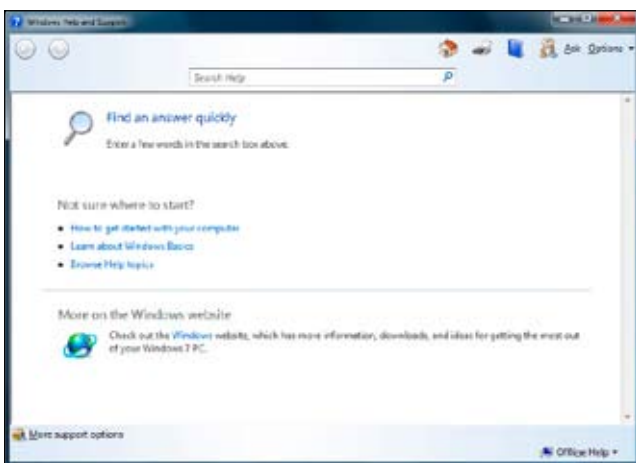 Windows Help and Support
Ask Options
Search Help
Find an answer quickly
Enter a few words in the search box above.
Not sure where to start?
How to get started with your computer
Learn about Windows Basics
Browse Help topics
More on the Windows website
Check out the Windows website, which has more information, downloads, and ideas for getting the most out
of your Windows 7 PC.
More support options
Office Help